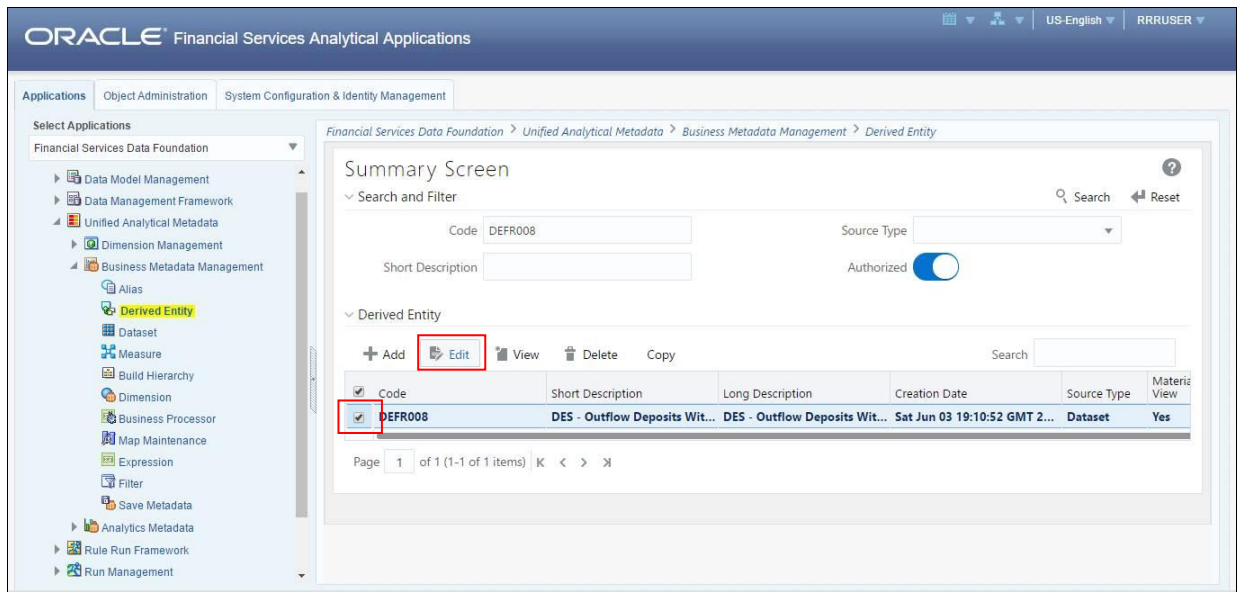 US-English RRRUSER
ORACLE® Financial Services Analytical Applications
Applications Object Administration System Configuration & Identity Management
Select Applications
Financial Services Data Foundation
Data Model Management
Data Management Framework
Unified Analytical Metadata
Dimension Management
Business Metadata Management
Alias
Derived Entity
Dataset
Measure
Build Hierarchy
Dimension
Business Processor
Map Maintenance
Expression
Filter
Save Metadata
Analytics Metadata
Rule Run Framework
Run Management
Financial Services Data Foundation > Unified Analytical Metadata > Business Metadata Management > Derived Entity
Summary Screen
Search and Filter Search Reset
Code DEFR008 Source Type
Short Description Authorized
Derived Entity
Add Edit View Delete Copy Search
Code Short Description Long Description Creation Date Source Type Materia
View
DEFR008 DES - Outflow Deposits Wit... DES - Outflow Deposits Wit... Sat Jun 03 19:10:52 GMT 2... Dataset Yes
Page 1 of 1 (1-1 of 1 items)